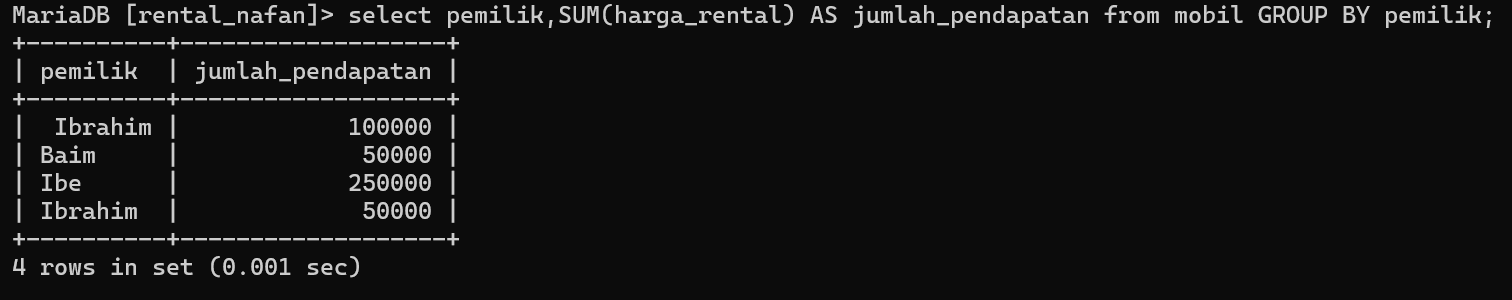 MariaDB [rental_nafan]> select pemilik,SUM(harga_rental) AS jumlah_pendapatan from mobil GROUP BY pemilik;
+----------+-------------------+
| pemilik  | jumlah_pendapatan |
+----------+-------------------+
|  Ibrahim |            100000 |
| Baim     |             50000 |
| Ibe      |            250000 |
| Ibrahim  |             50000 |
+----------+-------------------+
4 rows in set (0.001 sec)